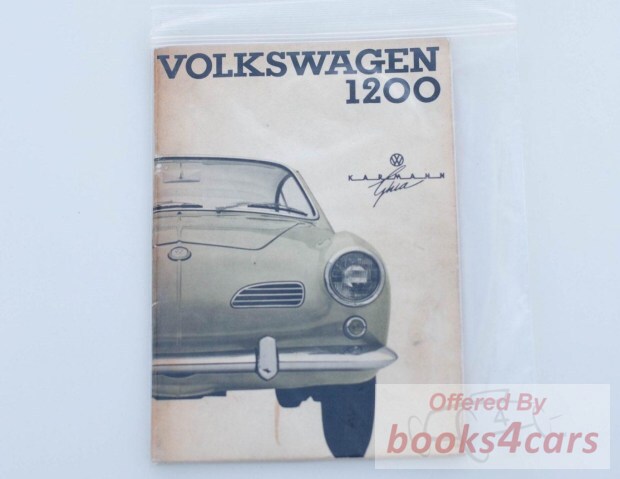 VOLKSWAGEN
1200
KARMANN
Ghia
Offered By
books4cars